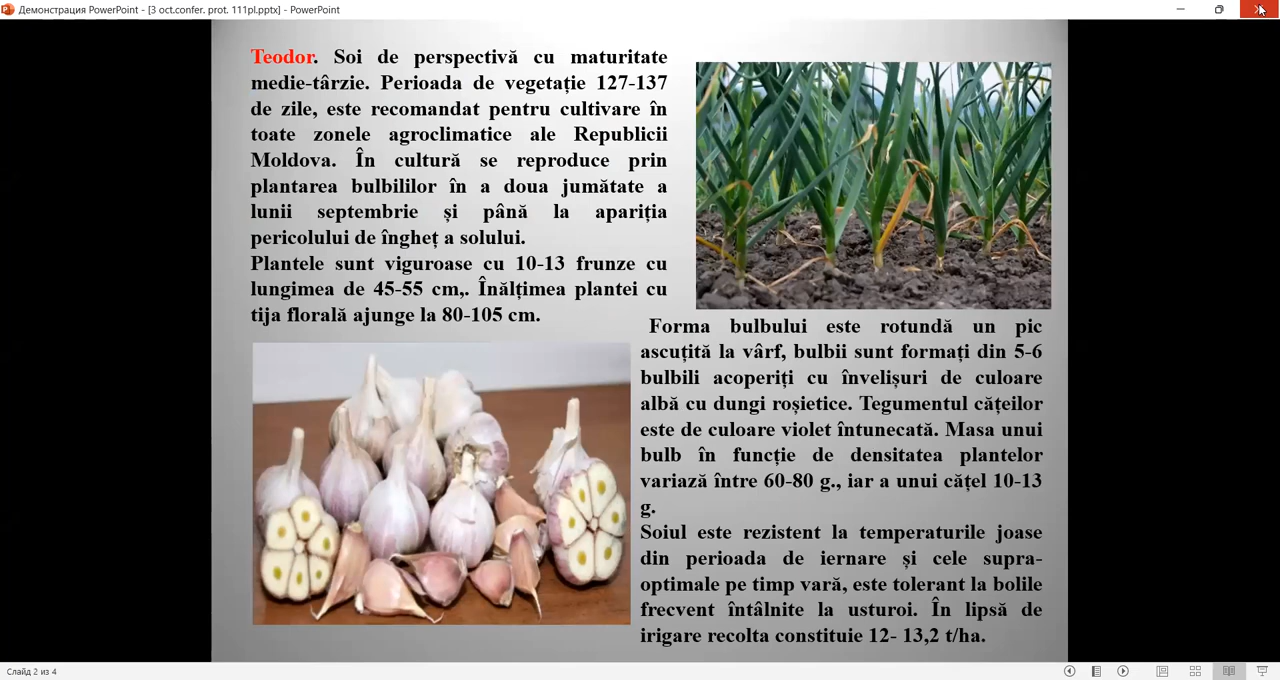 Демонстрация PowerPoint - [3 oct.confer. prot. 111pl.pptx] - PowerPoint
Teodor. Soi de perspectivă cu maturitate
medie-târzie. Perioada de vegetație 127-137
de zile, este recomandat pentru cultivare în
toate zonele agroclimatice ale Republicii
Moldova. În cultură se reproduce prin
plantarea bulbililor în a doua jumătate a
lunii septembrie și până la apariția
pericolului de îngheț a solului.
Plantele sunt viguroase cu 10-13 frunze cu
lungimea de 45-55 cm,. Înălțimea plantei cu
tija florală ajunge la 80-105 cm.
Forma bulbului este rotundă un pic
ascuțită la vârf, bulbii sunt formați din 5-6
bulbili acoperiți cu învelișuri de culoare
albă cu dungi roșietice. Tegumentul cățeilor
este de culoare violet întunecată. Masa unui
bulb în funcție de densitatea plantelor
variază între 60-80 g., iar a unui cățel 10-13
g.
Soiul este rezistent la temperaturile joase
din perioada de iernare și cele supra-
optimale pe timp vară, este tolerant la bolile
frecvent întâlnite la usturoi. În lipsă de
irigare recolta constituie 12- 13,2 t/ha.
Слайд 2 из 4